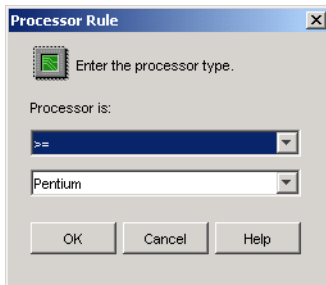 Processor Rule
Enter the processor type.
Processor is:
>=
Pentium
OK Cancel Help